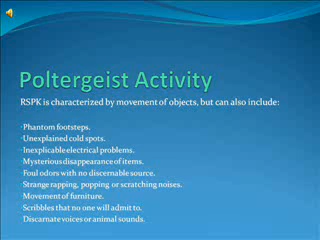 Poltergeist Activity
RSPK is characterized by movement of objects, but can also include:
·Phantom footsteps.
·Unexplained cold spots.
·Inexplicable electrical problems.
·Mysterious disappearance of items.
·Foul odors with no discernable source.
·Strange rapping, popping or scratching noises.
·Movement of furniture.
·Scribbles that no one will admit to.
·Discarnate voices or animal sounds.